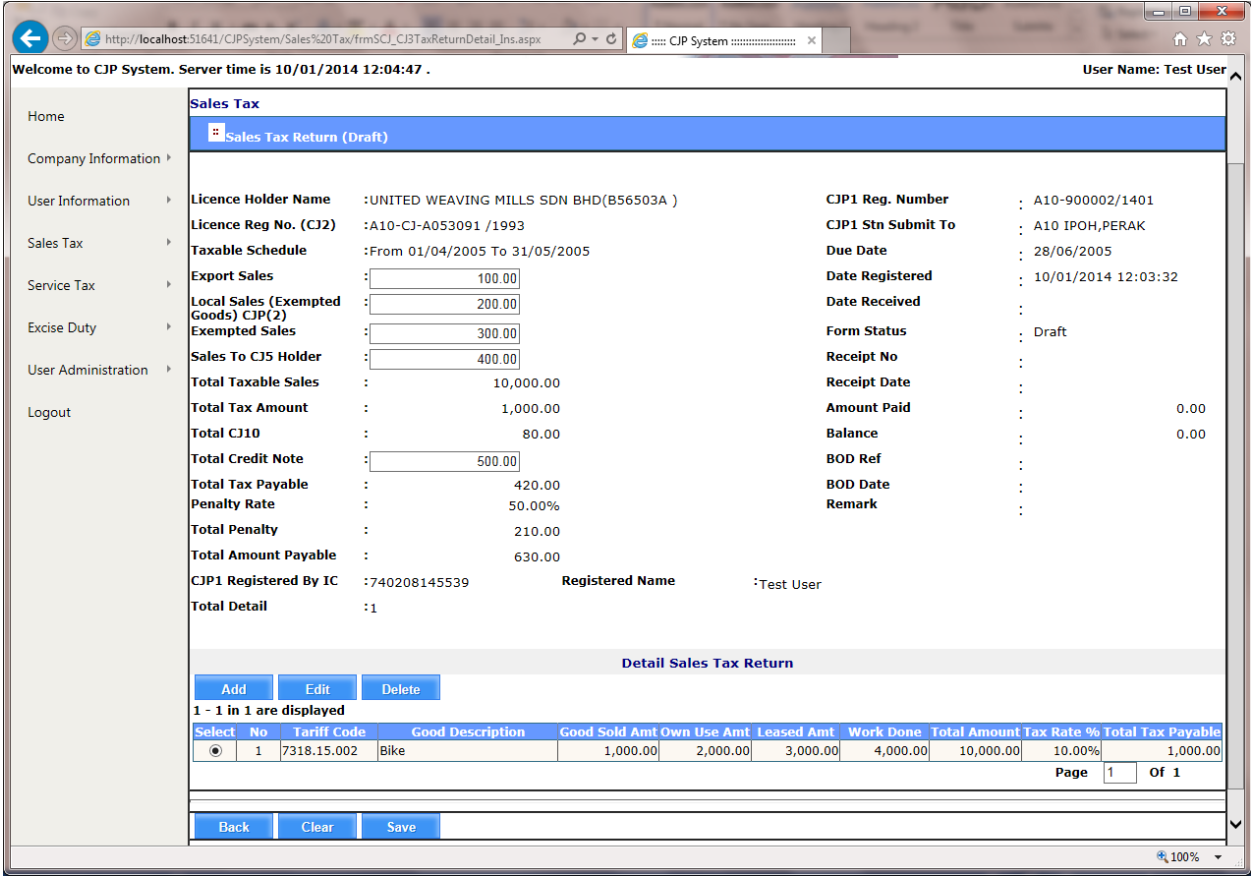 http://localhost:51641/CJPSystem/Sales%20Tax/frmSCJ_CJ3TaxReturnDetail_Ins.aspx
::::: CJP System :::::::::::::::::::::
Welcome to CJP System. Server time is 10/01/2014 12:04:47 . User Name: Test User
Home
Company Information
User Information
Sales Tax
Service Tax
Excise Duty
User Administration
Logout
Sales Tax
Sales Tax Return (Draft)
Licence Holder Name :UNITED WEAVING MILLS SDN BHD(B56503A ) CJP1 Reg. Number : A10-900002/1401
Licence Reg No. (CJ2) :A10-CJ-A053091 /1993 CJP1 Stn Submit To : A10 IPOH,PERAK
Taxable Schedule :From 01/04/2005 To 31/05/2005 Due Date : 28/06/2005
Export Sales : 100.00 Date Registered : 10/01/2014 12:03:32
Local Sales (Exempted Goods) CJP(2) : 200.00 Date Received :
Exempted Sales : 300.00 Form Status : Draft
Sales To CJ5 Holder : 400.00 Receipt No :
Total Taxable Sales : 10,000.00 Receipt Date :
Total Tax Amount : 1,000.00 Amount Paid : 0.00
Total CJ10 : 80.00 Balance : 0.00
Total Credit Note : 500.00 BOD Ref :
Total Tax Payable : 420.00 BOD Date :
Penalty Rate : 50.00% Remark :
Total Penalty : 210.00
Total Amount Payable : 630.00
CJP1 Registered By IC :740208145539 Registered Name :Test User
Total Detail :1
Detail Sales Tax Return
Add Edit Delete
1 - 1 in 1 are displayed
Select No Tariff Code Good Description Good Sold Amt Own Use Amt Leased Amt Work Done Total Amount Tax Rate % Total Tax Payable
1 7318.15.002 Bike 1,000.00 2,000.00 3,000.00 4,000.00 10,000.00 10.00% 1,000.00
Page 1 Of 1
Back Clear Save
100%